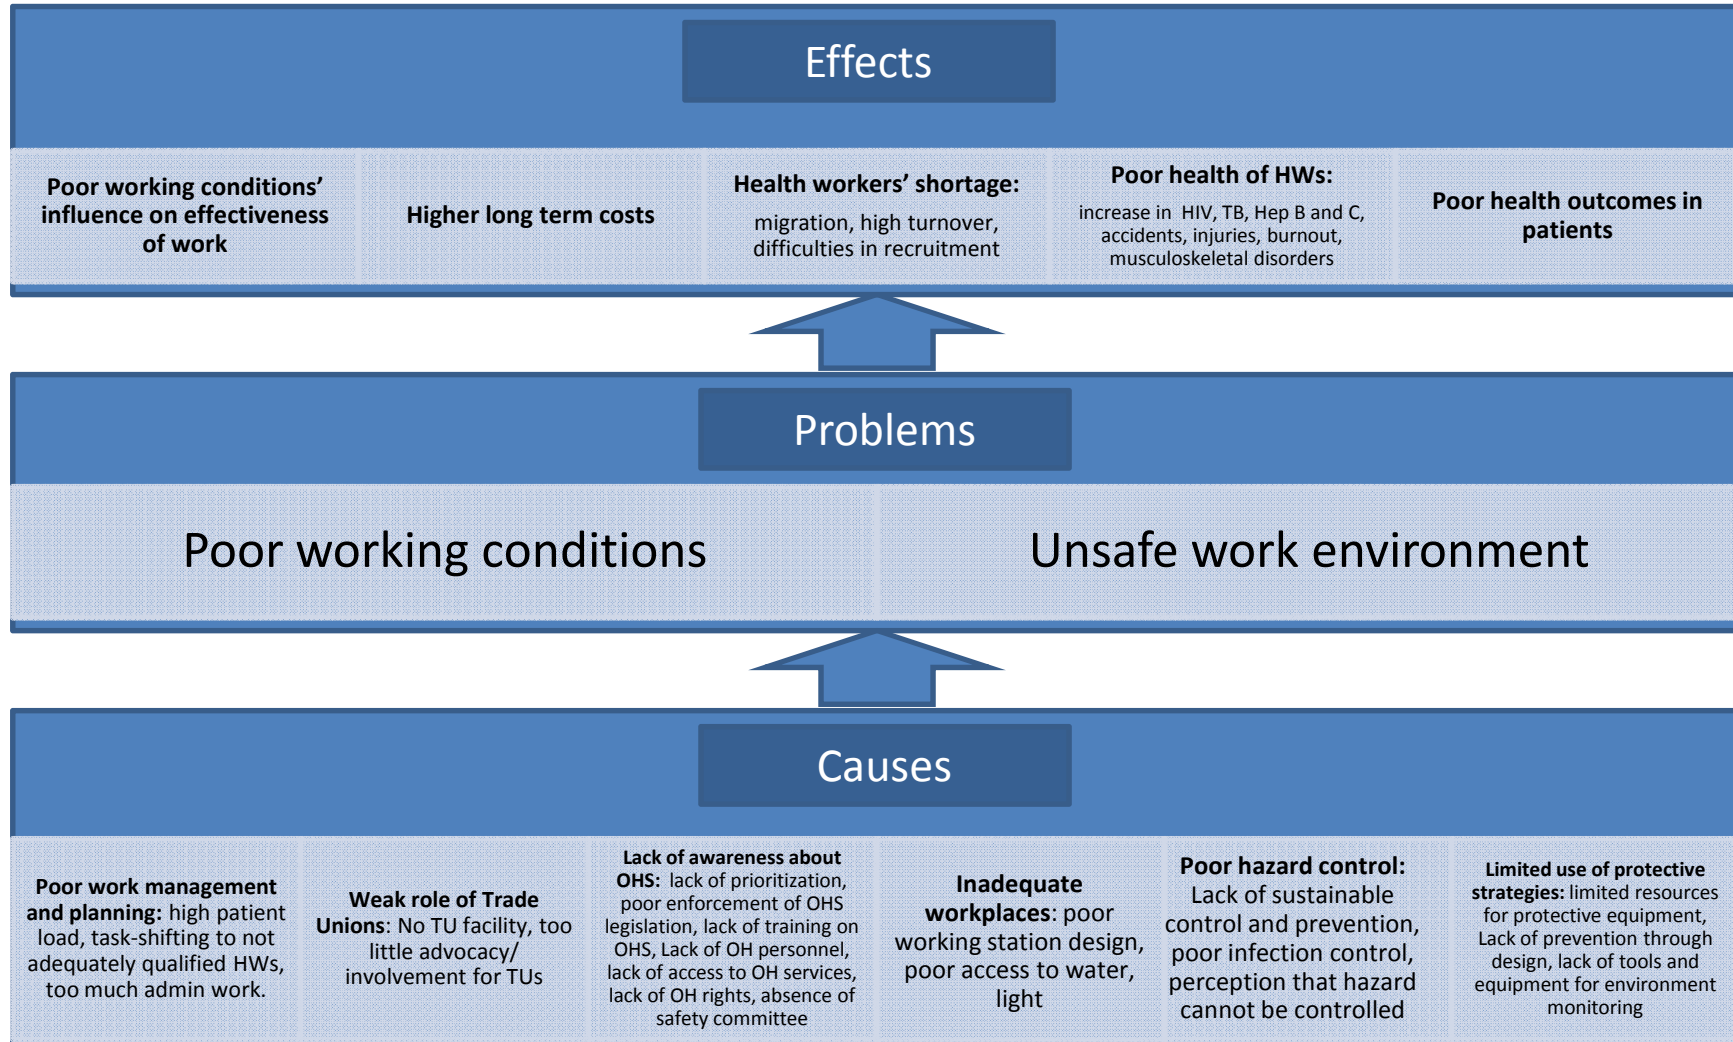 Effects
Poor working conditions’
influence on effectiveness
of work
Higher long term costs
Health workers’ shortage:
migration, high turnover,
difficulties in recruitment
Poor health of HWs:
increase in HIV, TB, Hep B and C,
accidents, injuries, burnout,
musculoskeletal disorders
Poor health outcomes in
patients
Problems
Poor working conditions
Unsafe work environment
Causes
Poor work management
and planning: high patient
load, task-shifting to not
adequately qualified HWs,
too much admin work.
Weak role of Trade
Unions: No TU facility, too
little advocacy/
involvement for TUs
Lack of awareness about
OHS: lack of prioritization,
poor enforcement of OHS
legislation, lack of training on
OHS, Lack of OH personnel,
lack of access to OH services,
lack of OH rights, absence of
safety committee
Inadequate
workplaces: poor
working station design,
poor access to water,
light
Poor hazard control:
Lack of sustainable
control and prevention,
poor infection control,
perception that hazard
cannot be controlled
Limited use of protective
strategies: limited resources
for protective equipment,
Lack of prevention through
design, lack of tools and
equipment for environment
monitoring